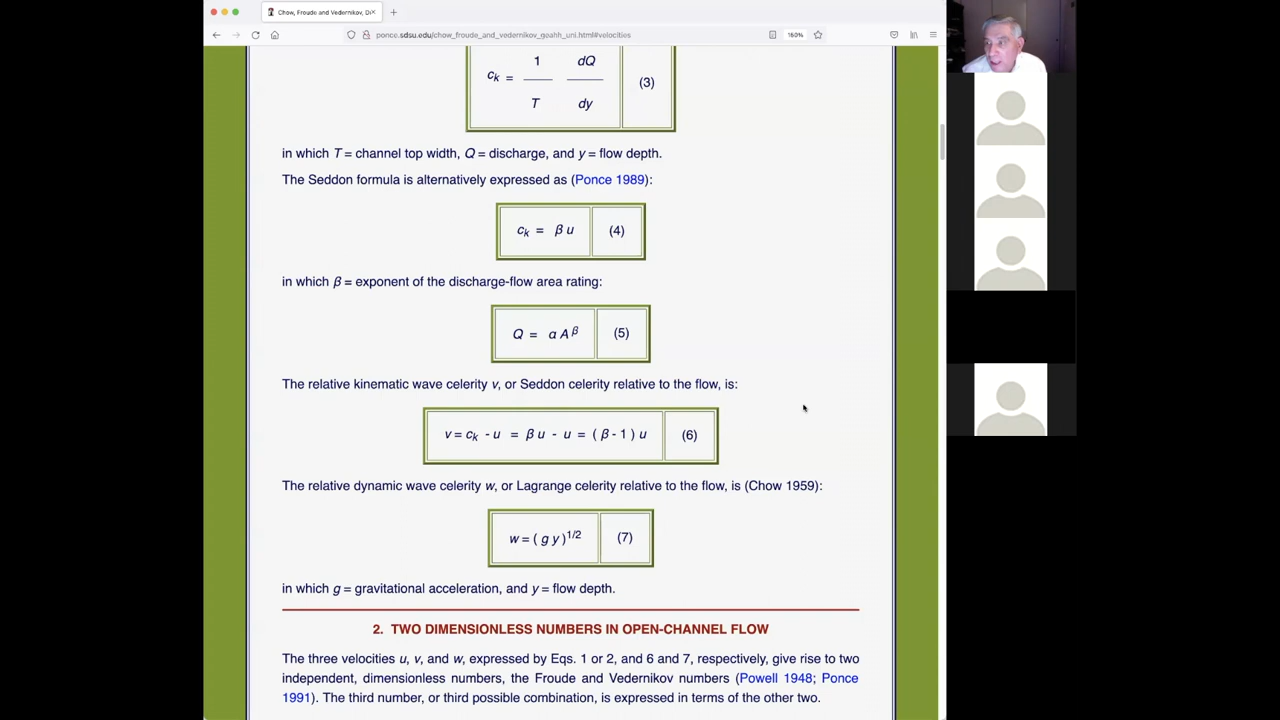 Chow, Froude and Vedernikov, Di
ponce.sdsu.edu/chow_froude_and_vedernikov_goahh_uni.html#velocities
160%
c_k = 1/T dQ/dy (3)
in which T = channel top width, Q = discharge, and y = flow depth.
The Seddon formula is alternatively expressed as (Ponce 1989):
c_k = β u (4)
in which β = exponent of the discharge-flow area rating:
Q = α A^β (5)
The relative kinematic wave celerity v, or Seddon celerity relative to the flow, is:
v = c_k - u = β u - u = ( β - 1 ) u (6)
The relative dynamic wave celerity w, or Lagrange celerity relative to the flow, is (Chow 1959):
w = ( g y )^1/2 (7)
in which g = gravitational acceleration, and y = flow depth.
2. TWO DIMENSIONLESS NUMBERS IN OPEN-CHANNEL FLOW
The three velocities u, v, and w, expressed by Eqs. 1 or 2, and 6 and 7, respectively, give rise to two
independent, dimensionless numbers, the Froude and Vedernikov numbers (Powell 1948; Ponce
1991). The third number, or third possible combination, is expressed in terms of the other two.